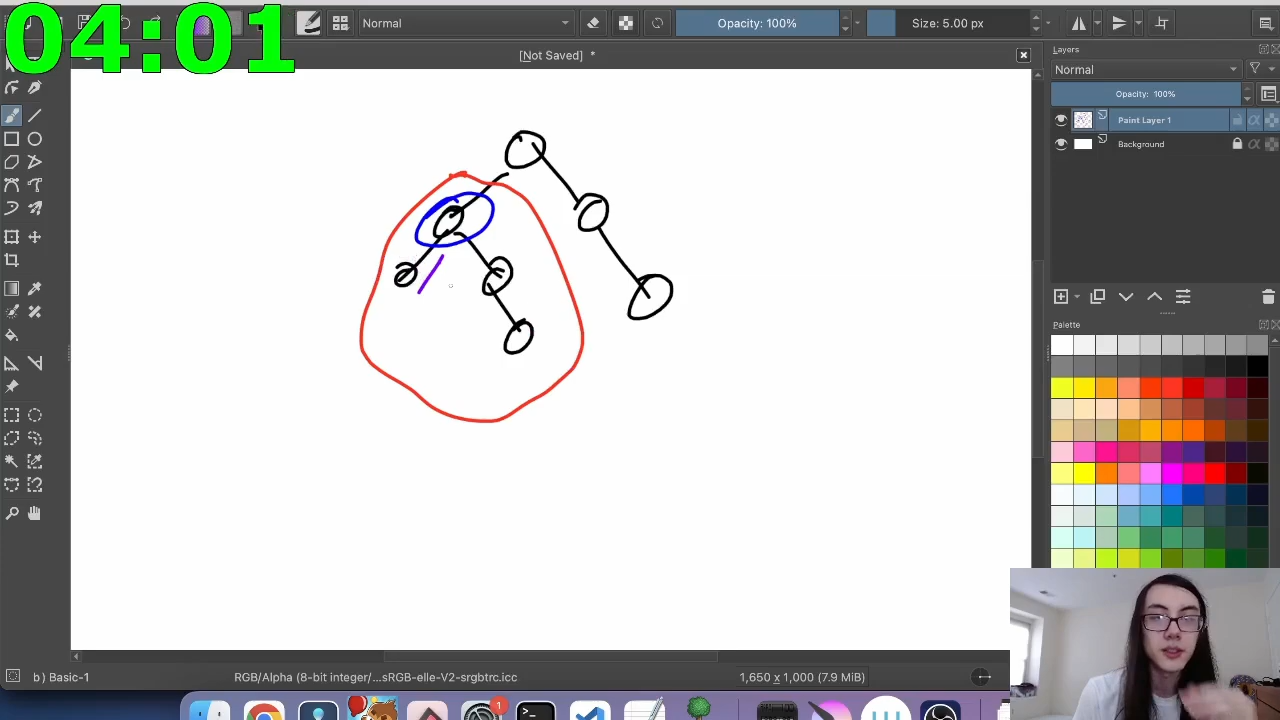 04:01
Normal
Opacity: 100%
Size: 5.00 px
[Not Saved] *
Layers
Normal
Opacity: 100%
Paint Layer 1
Background
Palette
b) Basic-1
RGB/Alpha (8-bit integer/...sRGB-elle-V2-srgbtrc.icc
1,650 x 1,000 (7.9 MiB)
1